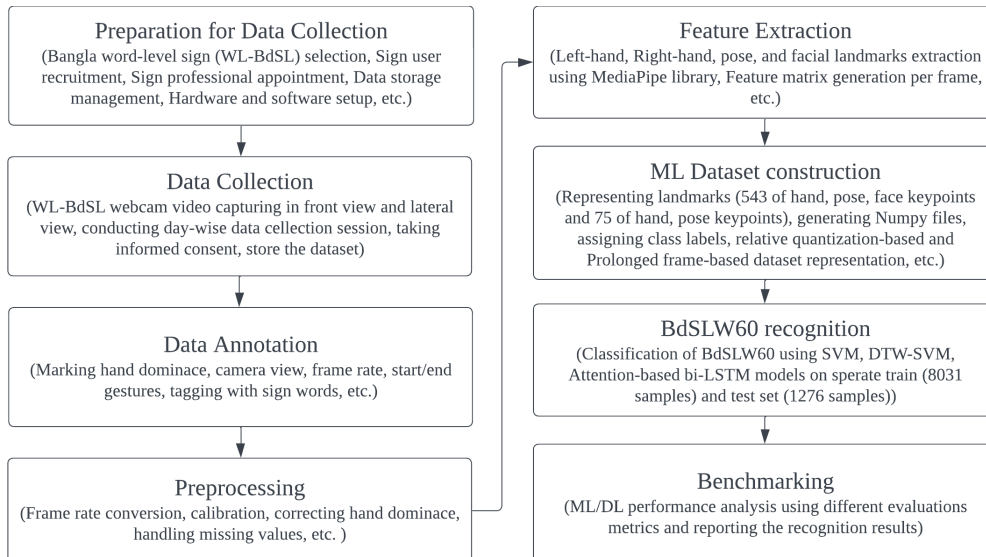 Preparation for Data Collection
(Bangla word-level sign (WL-BdSL) selection, Sign user
recruitment, Sign professional appointment, Data storage
management, Hardware and software setup, etc.)
Data Collection
(WL-BdSL webcam video capturing in front view and lateral
view, conducting day-wise data cellection session, taking
informed consent, store the dataset)
Data Annotation
(Marking hand dominace, camera view, frame rate, start/end
gestures, tagging with sign words, etc.)
Preprocessing
(Frame rate conversion, calibration, correcting hand dominace,
handling missing values, etc. )
Feature Extraction
(Left-hand, Right-hand, pose, and facial landmarks extraction
using MediaPipe library, Feature matrix generation per frame,
etc.)
ML Dataset construction
(Representing landmarks (543 of hand, pose, face keypoints
and 75 of hand, pose keypoints), generating Numpy files,
assigning class labels, relative quantization-based and
Prolonged frame-based dataset representation, etc.)
BdSLW60 recognition
(Classification of BdSLW60 using SVM, DTW-SVM,
Attention-based bi-LSTM models on sperate train (8031
samples) and test set (1276 samples))
Benchmarking
(ML/DL performance analysis using different evaluations
metrics and reporting the recognition results)